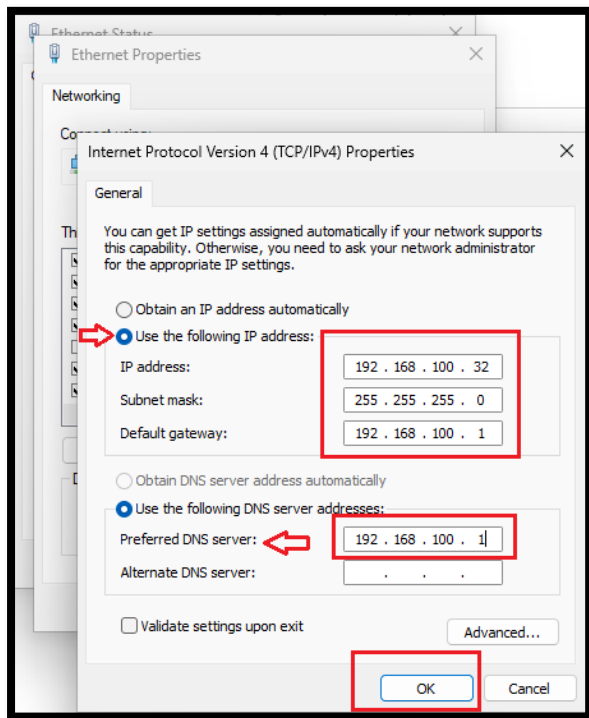 Ethernet Status
Ethernet Properties
Networking
Internet Protocol Version 4 (TCP/IPv4) Properties
General
You can get IP settings assigned automatically if your network supports
this capability. Otherwise, you need to ask your network administrator
for the appropriate IP settings.
Obtain an IP address automatically
Use the following IP address:
IP address: 192 . 168 . 100 . 32
Subnet mask: 255 . 255 . 255 . 0
Default gateway: 192 . 168 . 100 . 1
Obtain DNS server address automatically
Use the following DNS server addresses:
Preferred DNS server: 192 . 168 . 100 . 1
Alternate DNS server: . . .
Validate settings upon exit
Advanced...
OK Cancel